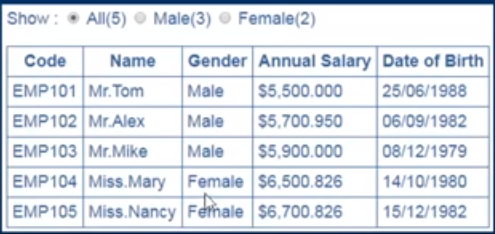 Show : All(5) Male(3) Female(2)
Code Name Gender Annual Salary Date of Birth
EMP101 Mr.Tom Male $5,500.000 25/06/1988
EMP102 Mr.Alex Male $5,700.950 06/09/1982
EMP103 Mr.Mike Male $5,900.000 08/12/1979
EMP104 Miss.Mary Female $6,500.826 14/10/1980
EMP105 Miss.Nancy Female $6,700.826 15/12/1982